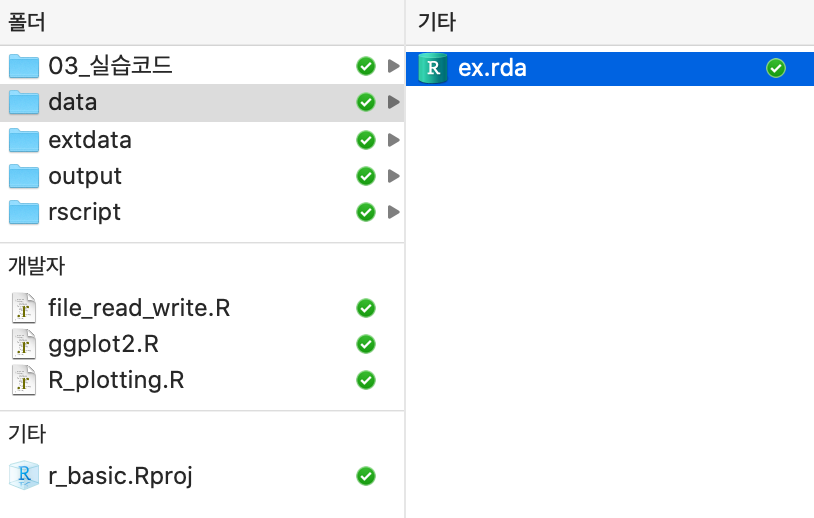 폴더
03_실습코드
data
extdata
output
rscript
개발자
file_read_write.R
ggplot2.R
R_plotting.R
기타
r_basic.Rproj
기타
ex.rda